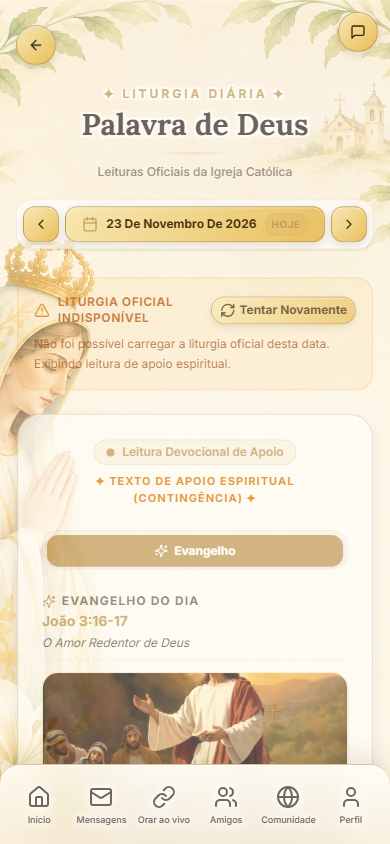 ✦ LITURGIA DIÁRIA ✦
Palavra de Deus
Leituras Oficiais da Igreja Católica
23 De Novembro De 2026 HOJE
LITURGIA OFICIAL
INDISPONÍVEL
Tentar Novamente
Não foi possível carregar a liturgia oficial desta data.
Exibindo leitura de apoio espiritual.
Leitura Devocional de Apoio
✦ TEXTO DE APOIO ESPIRITUAL
(CONTINGÊNCIA) ✦
Evangelho
EVANGELHO DO DIA
João 3:16-17
O Amor Redentor de Deus
Início Mensagens Orar ao vivo Amigos Comunidade Perfil